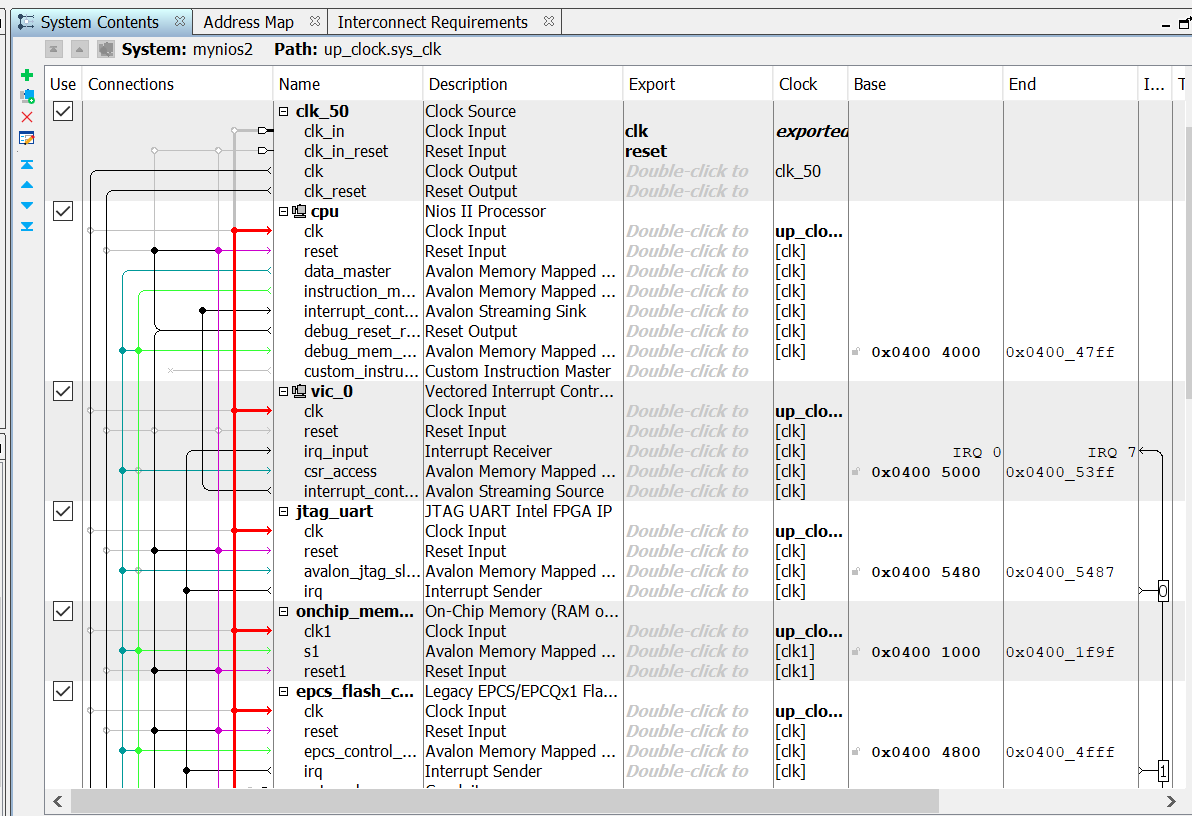 System Contents Address Map Interconnect Requirements
System: mynios2 Path: up_clock.sys_clk
Use Connections Name Description Export Clock Base End I... T
clk_50 Clock Source
clk_in Clock Input clk exported
clk_in_reset Reset Input reset
clk Clock Output Double-click to clk_50
clk_reset Reset Output Double-click to
cpu Nios II Processor
clk Clock Input Double-click to up_clo...
reset Reset Input Double-click to [clk]
data_master Avalon Memory Mapped ... Double-click to [clk]
instruction_m... Avalon Memory Mapped ... Double-click to [clk]
interrupt_cont... Avalon Streaming Sink Double-click to [clk]
debug_reset_r... Reset Output Double-click to [clk]
debug_mem_... Avalon Memory Mapped ... Double-click to [clk] 0x0400 4000 0x0400_47ff
custom_instru... Custom Instruction Master Double-click to
vic_0 Vectored Interrupt Contr...
clk Clock Input Double-click to up_clo...
reset Reset Input Double-click to [clk]
irq_input Interrupt Receiver Double-click to [clk] IRQ 0 IRQ 7
csr_access Avalon Memory Mapped ... Double-click to [clk] 0x0400 5000 0x0400_53ff
interrupt_cont... Avalon Streaming Source Double-click to [clk]
jtag_uart JTAG UART Intel FPGA IP
clk Clock Input Double-click to up_clo...
reset Reset Input Double-click to [clk]
avalon_jtag_sl... Avalon Memory Mapped ... Double-click to [clk] 0x0400 5480 0x0400_5487
irq Interrupt Sender Double-click to [clk] 0
onchip_mem... On-Chip Memory (RAM o...
clk1 Clock Input Double-click to up_clo...
s1 Avalon Memory Mapped ... Double-click to [clk1] 0x0400 1000 0x0400_1f9f
reset1 Reset Input Double-click to [clk1]
epcs_flash_c... Legacy EPCS/EPCQx1 Fla...
clk Clock Input Double-click to up_clo...
reset Reset Input Double-click to [clk]
epcs_control_... Avalon Memory Mapped ... Double-click to [clk] 0x0400 4800 0x0400_4fff
irq Interrupt Sender Double-click to [clk] 1